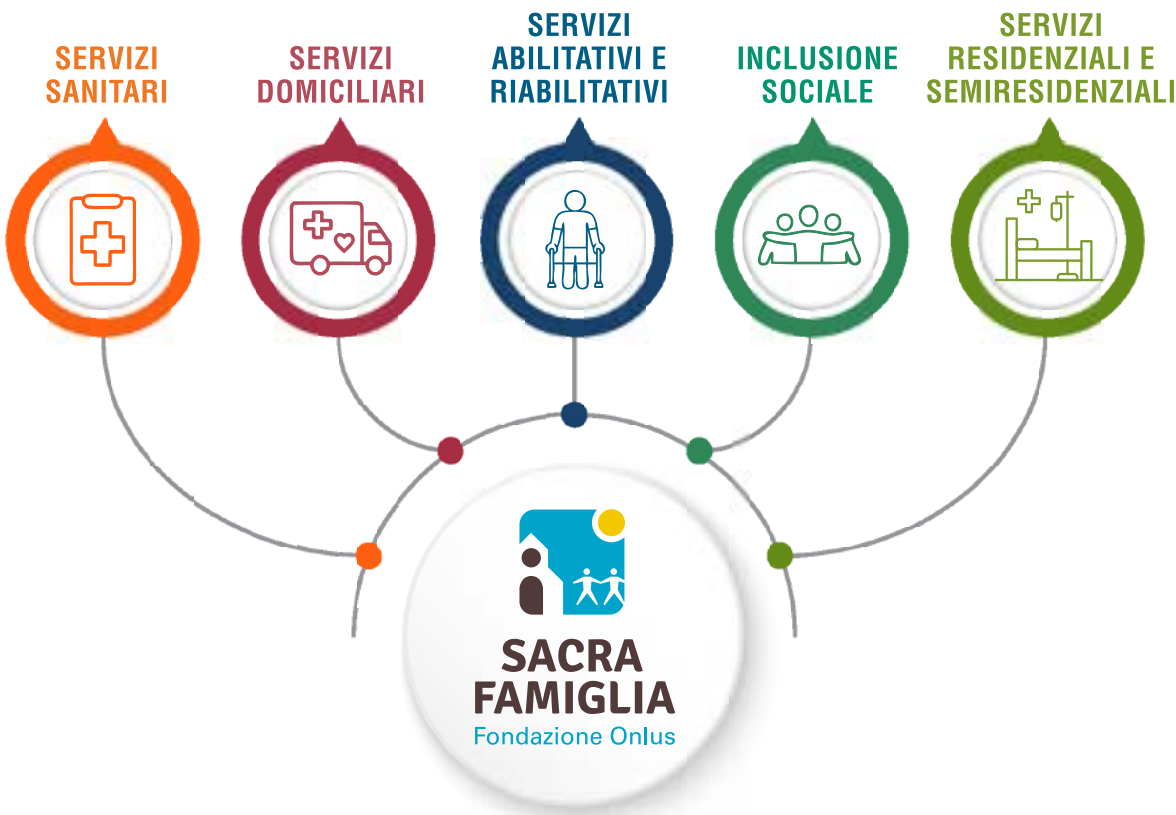 SERVIZI
SANITARI
SERVIZI
DOMICILIARI
SERVIZI
ABILITATIVI E
RIABILITATIVI
INCLUSIONE
SOCIALE
SERVIZI
RESIDENZIALI E
SEMIRESIDENZIALI
SACRA
FAMIGLIA
Fondazione Onlus